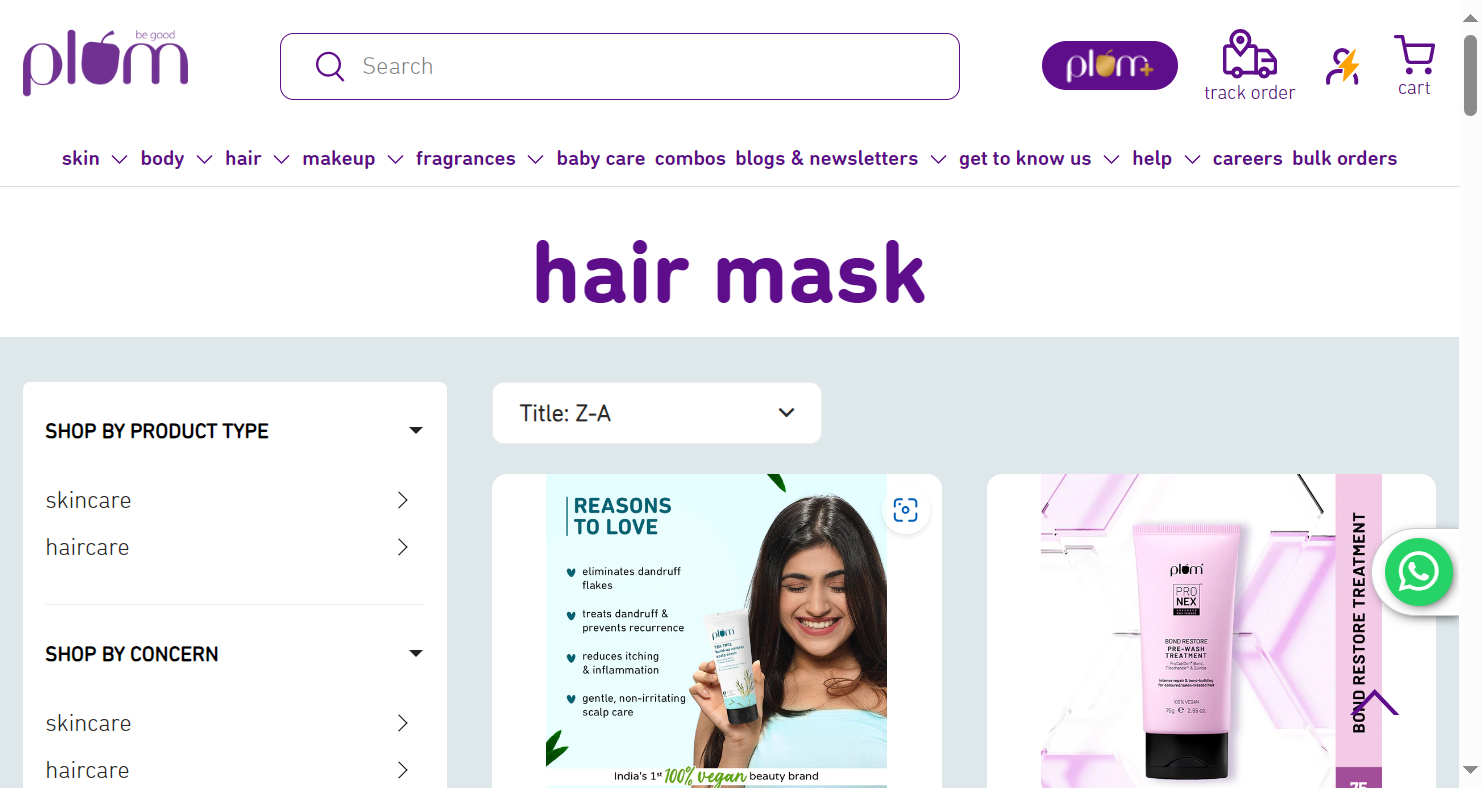 be good
plum
Search
plum+
track order
cart
skin
body
hair
makeup
fragrances
baby care
combos
blogs & newsletters
get to know us
help
careers
bulk orders
hair mask
SHOP BY PRODUCT TYPE
skincare
haircare
SHOP BY CONCERN
skincare
haircare
Title: Z-A
REASONS
TO LOVE
eliminates dandruff
flakes
treats dandruff &
prevents recurrence
reduces itching
& inflammation
gentle, non-irritating
scalp care
plum
India's 1st 100% vegan beauty brand
plum
PRO
NEX
BOND RESTORE
PRE-WASH
TREATMENT
100% VEGAN
75g
2.65 oz.
BOND RESTORE TREATMENT